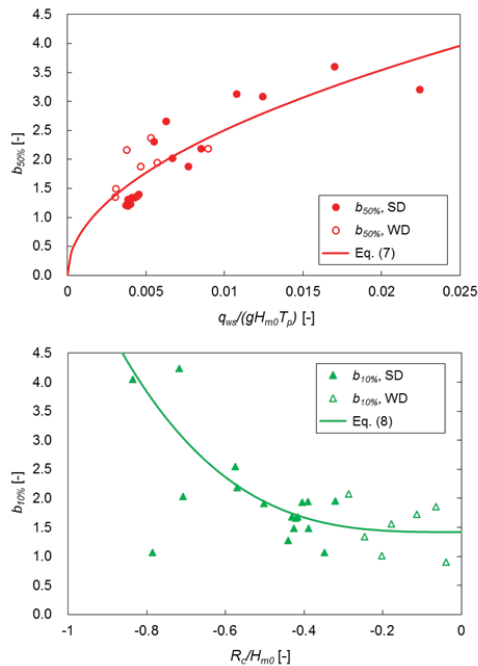 4.5
4.0
3.5
3.0
2.5
2.0
1.5
1.0
0.5
0.0
b50% [-]
b50%, SD
b50%, WD
Eq. (7)
0 0.005 0.01 0.015 0.02 0.025
qws/(gHm0Tp) [-]
4.5
4.0
3.5
3.0
2.5
2.0
1.5
1.0
0.5
0.0
b10% [-]
b10%, SD
b10%, WD
Eq. (8)
-1 -0.8 -0.6 -0.4 -0.2 0
Rc/Hm0 [-]